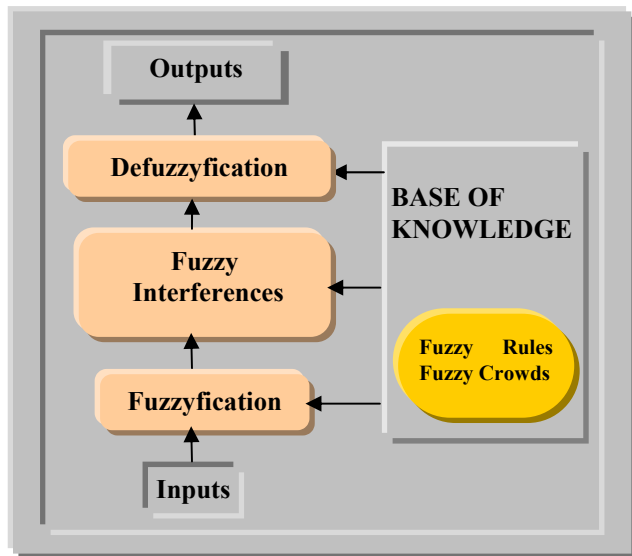 Outputs
Defuzzyfication
BASE OF
KNOWLEDGE
Fuzzy
Interferences
Fuzzy Rules
Fuzzy Crowds
Fuzzyfication
Inputs